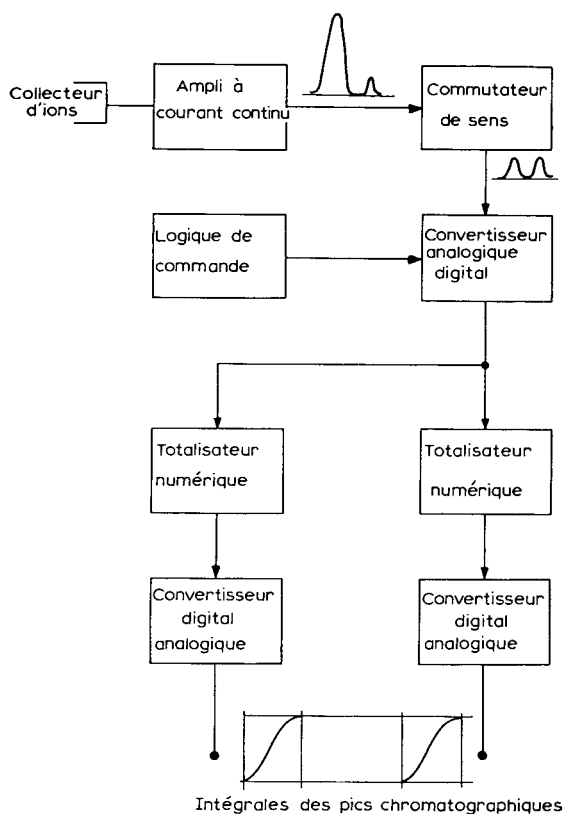 Collecteur
d'ions
Ampli à
courant continu
Commutateur
de sens
Logique de
commande
Convertisseur
analogique
digital
Totalisateur
numérique
Totalisateur
numérique
Convertisseur
digital
analogique
Convertisseur
digital
analogique
Intégrales des pics chromatographiques